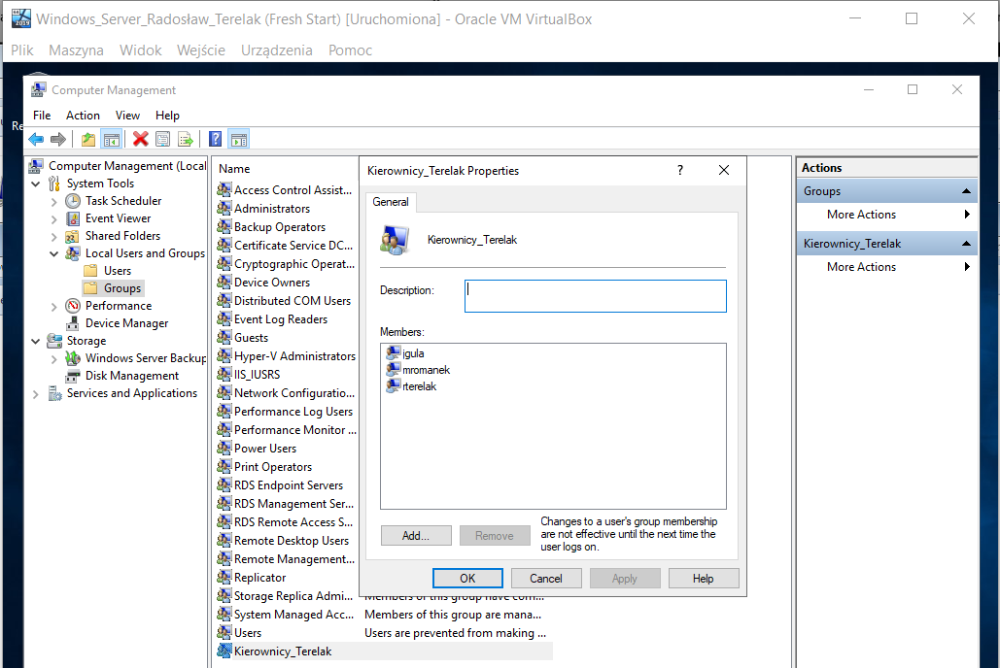 Windows_Server_Radosław_Terelak (Fresh Start) [Uruchomiona] - Oracle VM VirtualBox
Plik Maszyna Widok Wejście Urządzenia Pomoc
Re
Computer Management
File Action View Help
Computer Management (Local
System Tools
Task Scheduler
Event Viewer
Shared Folders
Local Users and Groups
Users
Groups
Performance
Device Manager
Storage
Windows Server Backup
Disk Management
Services and Applications
Name
Access Control Assist...
Administrators
Backup Operators
Certificate Service DC...
Cryptographic Operat...
Device Owners
Distributed COM Users
Event Log Readers
Guests
Hyper-V Administrators
IIS_IUSRS
Network Configuratio...
Performance Log Users
Performance Monitor ...
Power Users
Print Operators
RDS Endpoint Servers
RDS Management Ser...
RDS Remote Access S...
Remote Desktop Users
Remote Management...
Replicator
Storage Replica Admi... Members of this group have com...
System Managed Acc... Members of this group are mana...
Users Users are prevented from making ...
Kierownicy_Terelak
Kierownicy_Terelak Properties
General
Kierownicy_Terelak
Description:
Members:
jgula
mromanek
rterelak
Add... Remove
Changes to a user's group membership
are not effective until the next time the
user logs on.
OK Cancel Apply Help
Actions
Groups
More Actions
Kierownicy_Terelak
More Actions